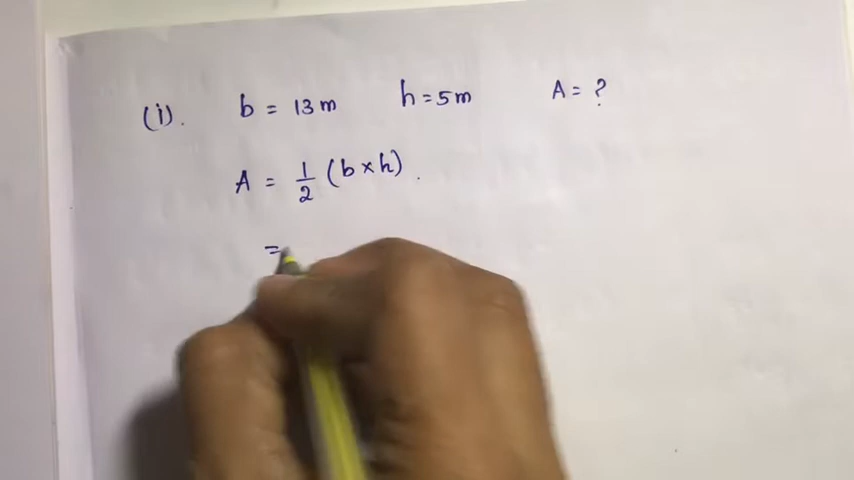 (i). b = 13 m h = 5 m A = ?
A = 1/2 (b × h).
=